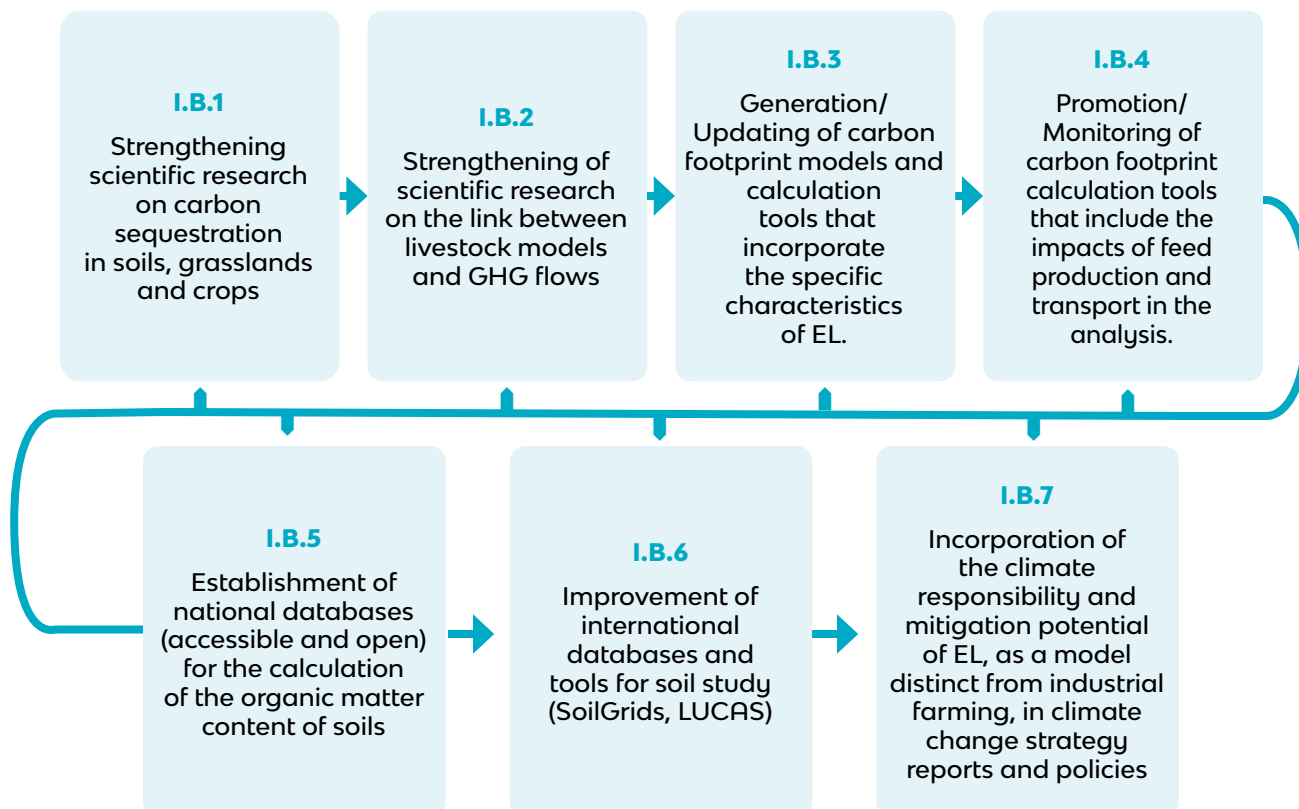 I.B.1
Strengthening
scientific research
on carbon
sequestration
in soils, grasslands
and crops
I.B.2
Strengthening of
scientific research
on the link between
livestock models
and GHG flows
I.B.3
Generation/
Updating of carbon
footprint models and
calculation
tools that
incorporate
the specific
characteristics
of EL.
I.B.4
Promotion/
Monitoring of
carbon footprint
calculation tools
that include the
impacts of feed
production and
transport in the
analysis.
I.B.5
Establishment of
national databases
(accessible and open)
for the calculation
of the organic matter
content of soils
I.B.6
Improvement of
international
databases and
tools for soil study
(SoilGrids, LUCAS)
I.B.7
Incorporation of
the climate
responsibility and
mitigation potential
of EL, as a model
distinct from industrial
farming, in climate
change strategy
reports and policies